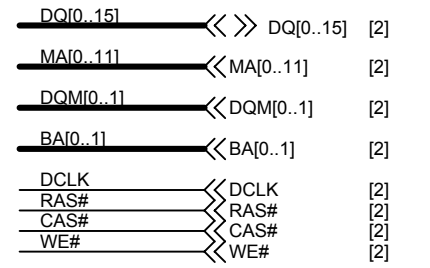 DQ[0..15] DQ[0..15] [2]
MA[0..11] MA[0..11] [2]
DQM[0..1] DQM[0..1] [2]
BA[0..1] BA[0..1] [2]
DCLK DCLK [2]
RAS# RAS# [2]
CAS# CAS# [2]
WE# WE# [2]